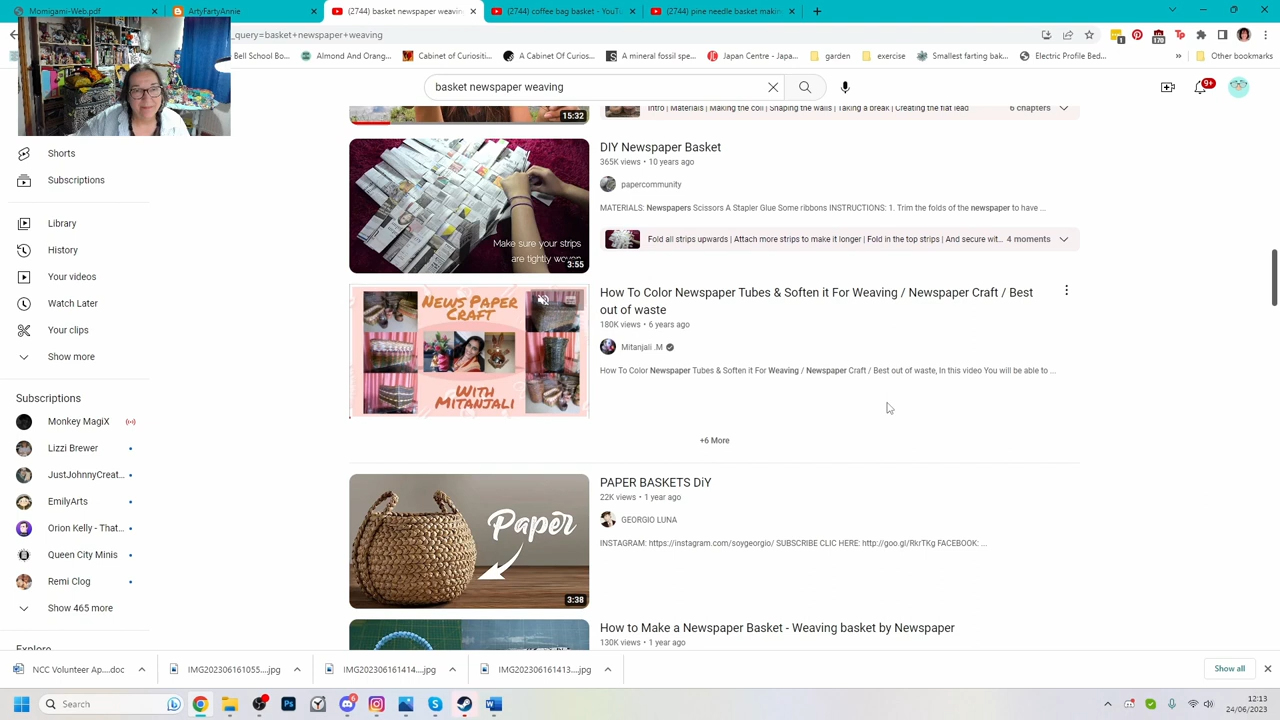 Momigami-Web.pdf
ArtyFartyAnnie
(2744) basket newspaper weavin
(2744) coffee bag basket - YouTu
(2744) pine needle basket makin
_query=basket+newspaper+weaving
1
170
Bell School Bo...
Almond And Orang...
Cabinet of Curiositi...
A Cabinet Of Curios...
A mineral fossil spe...
Japan Centre - Japa...
garden
exercise
Smallest farting bak...
Electric Profile Bed...
Other bookmarks
basket newspaper weaving
9+
15:32
Intro | Materials | Making the coil | Shaping the walls | Taking a break | Creating the flat lead
6 chapters
Shorts
Subscriptions
Library
History
Your videos
Watch Later
Your clips
Show more
Subscriptions
Monkey MagiX
Lizzi Brewer
JustJohnnyCreat...
EmilyArts
Orion Kelly - That...
Queen City Minis
Remi Clog
Show 465 more
Explore
Make sure your strips
are tightly woven
3:55
DIY Newspaper Basket
365K views • 10 years ago
papercommunity
MATERIALS: Newspapers Scissors A Stapler Glue Some ribbons INSTRUCTIONS: 1. Trim the folds of the newspaper to have ...
Fold all strips upwards | Attach more strips to make it longer | Fold in the top strips | And secure wit...
4 moments
NEWS PAPER
CRAFT
WITH
MITANJALI
How To Color Newspaper Tubes & Soften it For Weaving / Newspaper Craft / Best
out of waste
180K views • 6 years ago
Mitanjali .M
How To Color Newspaper Tubes & Soften it For Weaving / Newspaper Craft / Best out of waste, In this video You will be able to ...
+6 More
Paper
3:38
PAPER BASKETS DiY
22K views • 1 year ago
GEORGIO LUNA
INSTAGRAM: https://instagram.com/soygeorgio/ SUBSCRIBE CLIC HERE: http://goo.gl/RkrTKg FACEBOOK: ...
How to Make a Newspaper Basket - Weaving basket by Newspaper
130K views • 1 year ago
NCC Volunteer Ap....doc
IMG202306161055....jpg
IMG202306161414....jpg
IMG202306161413....jpg
Show all
Search
6
12:13
24/06/2023